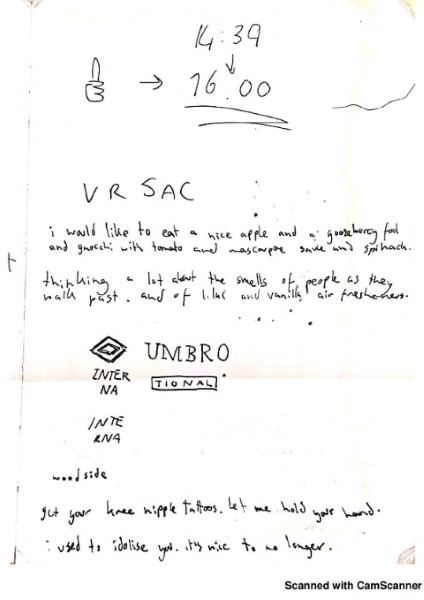 14:39
16.00
VR SAC
i would like to eat a nice apple and a gooseberry fool
and gnocchi with tomato and mascarpoe sauce and spinach.
thinking a lot about the smells of people as they
walk past. and of lilac and vanilla air fresheners.
UMBRO
INTER
NA
TIONAL
INTE
RNA
woodside
get your knee nipple tattoos. let me hold your hand.
i used to idolise you. it's nice to no longer.
Scanned with CamScanner